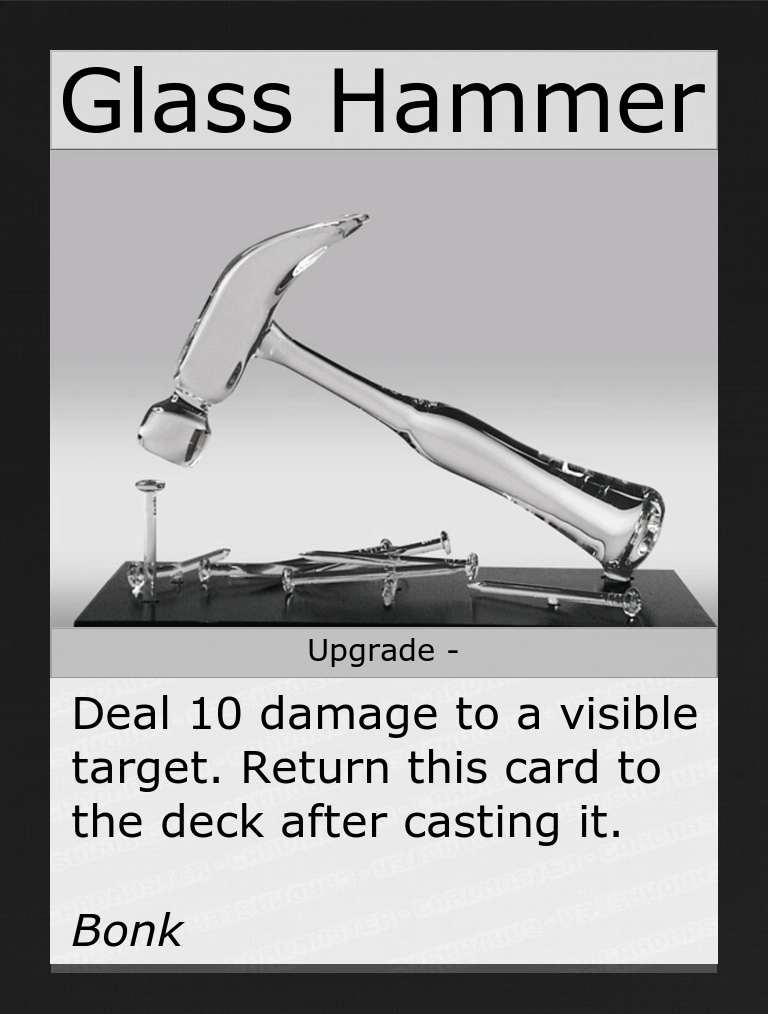 Glass Hammer
Upgrade -
Deal 10 damage to a visible
target. Return this card to
the deck after casting it.
Bonk